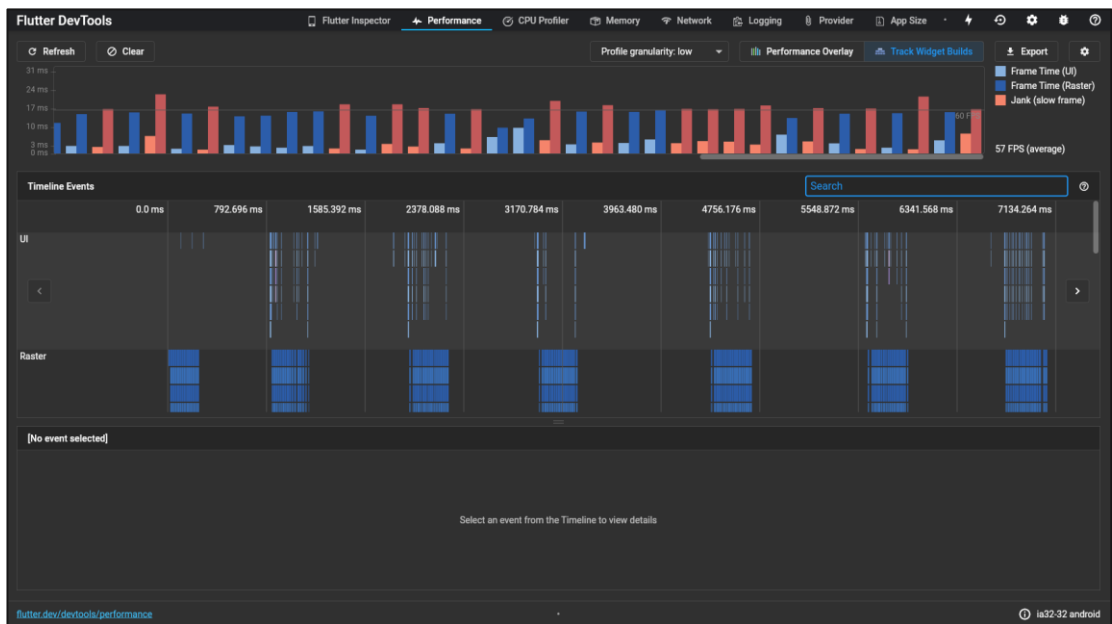 Flutter DevTools
Flutter Inspector Performance CPU Profiler Memory Network Logging Provider App Size
Refresh Clear Profile granularity: low Performance Overlay Track Widget Builds Export
31 ms
24 ms
17 ms
10 ms
3 ms
0 ms
60 F
Frame Time (UI)
Frame Time (Raster)
Jank (slow frame)
57 FPS (average)
Timeline Events Search
0.0 ms 792.696 ms 1585.392 ms 2378.088 ms 3170.784 ms 3963.480 ms 4756.176 ms 5548.872 ms 6341.568 ms 7134.264 ms
UI
Raster
[No event selected]
Select an event from the Timeline to view details
flutter.dev/devtools/performance ia32-32 android